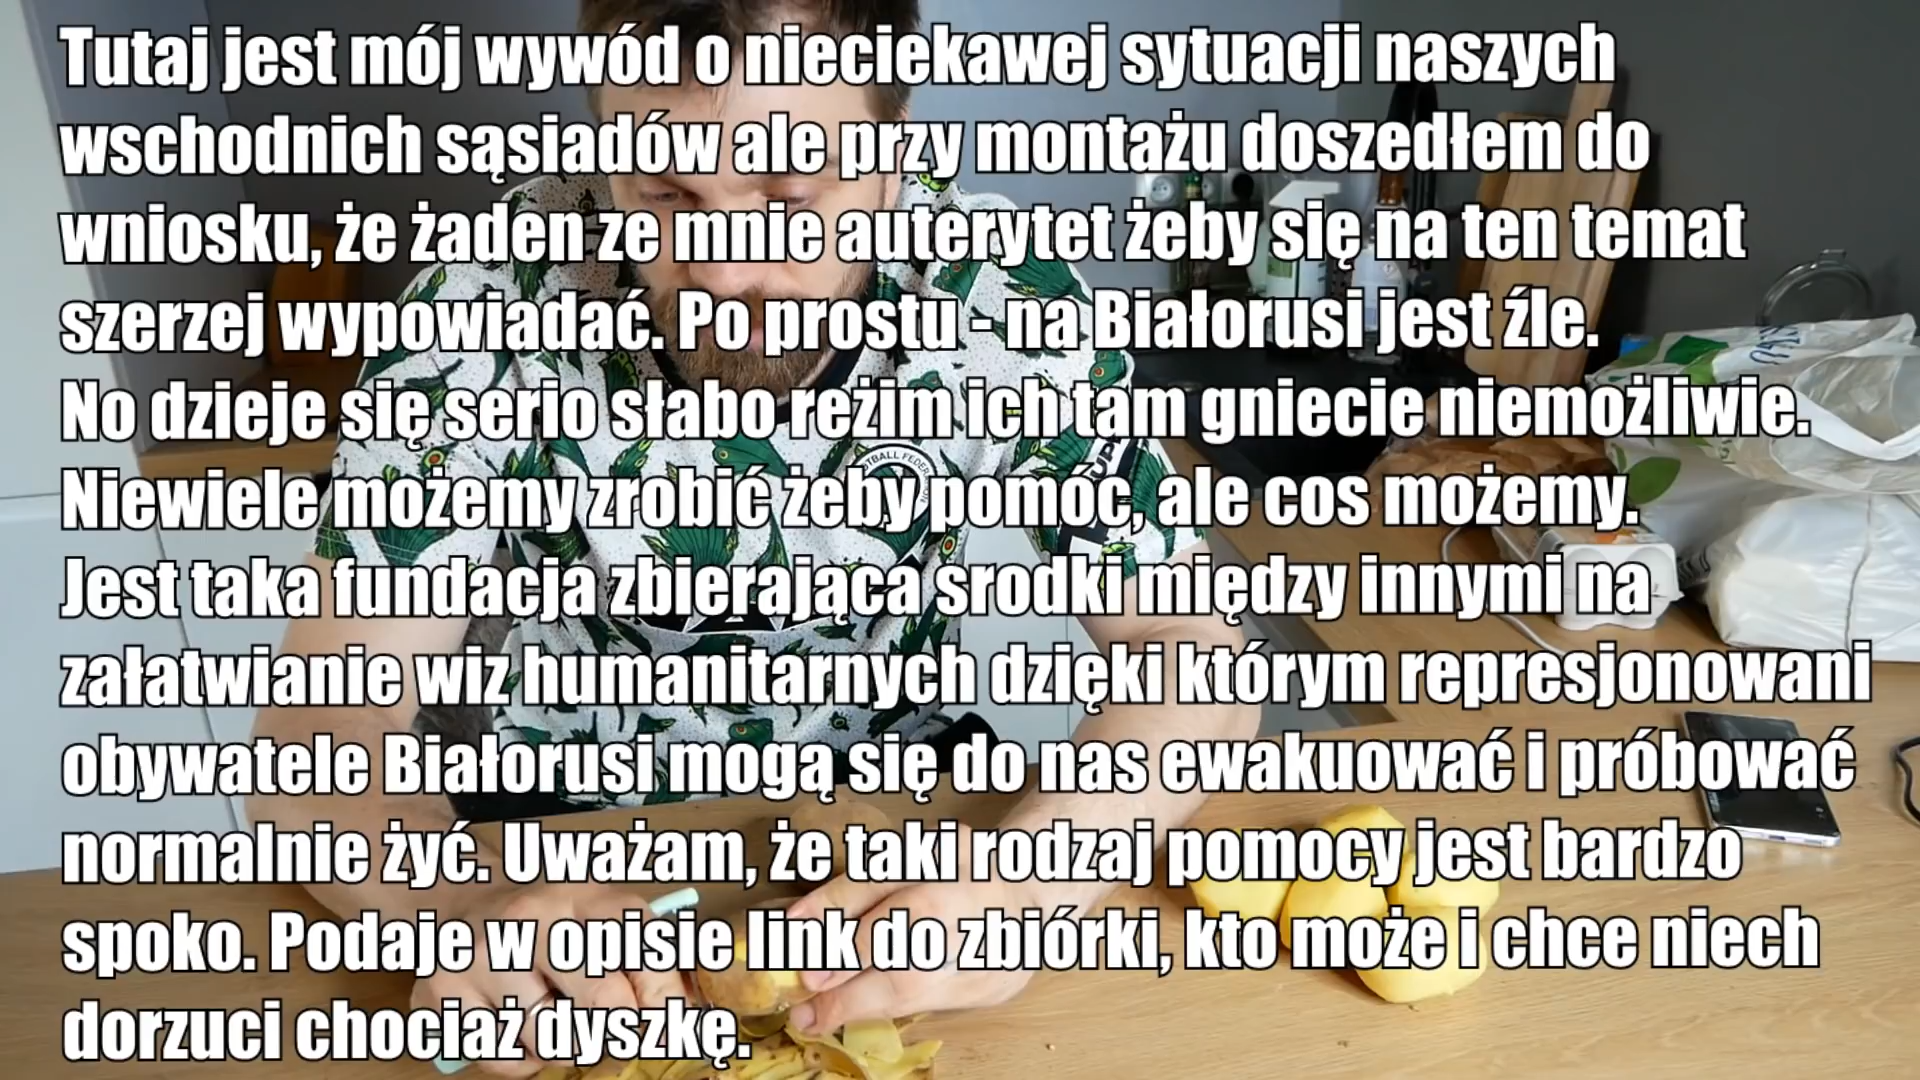 Tutaj jest mój wywód o nieciekawej sytuacji naszych
wschodnich sąsiadów ale przy montażu doszedłem do
wniosku, że żaden ze mnie auterytet żeby się na ten temat
szerzej wypowiadać. Po prostu - na Białorusi jest źle.
No dzieje się serio słabo reżim ich tam gniecie niemożliwie.
Niewiele możemy zrobić żeby pomóc, ale cos możemy.
Jest taka fundacja zbierająca srodki między innymi na
załatwianie wiz humanitarnych dzięki którym represjonowani
obywatele Białorusi mogą się do nas ewakuować i próbować
normalnie żyć. Uważam, że taki rodzaj pomocy jest bardzo
spoko. Podaje w opisie link do zbiórki, kto może i chce niech
dorzuci chociaż dyszkę.